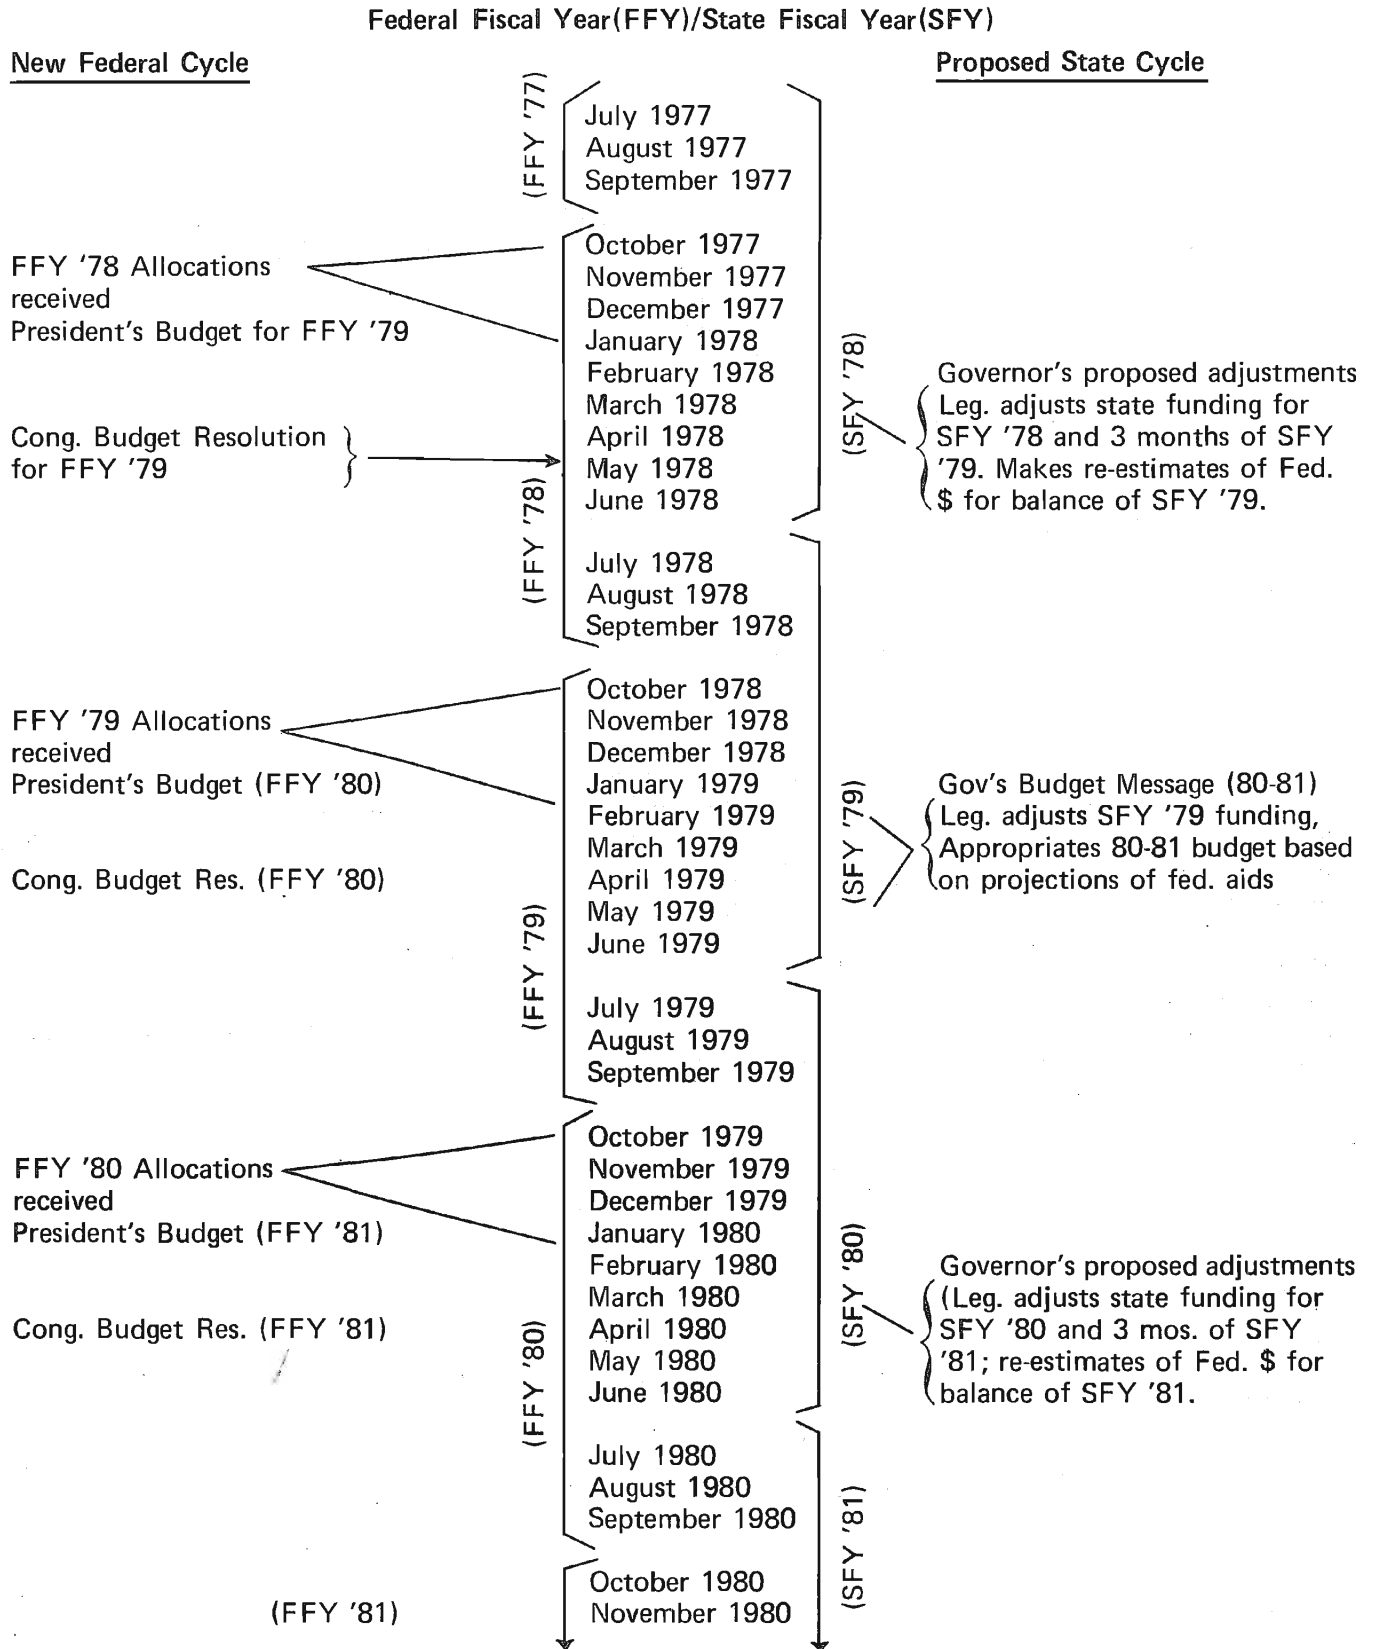 Federal Fiscal Year(FFY)/State Fiscal Year(SFY)
New Federal Cycle
Proposed State Cycle
(FFY '77)
July 1977
August 1977
September 1977
FFY '78 Allocations
received
President's Budget for FFY '79
Cong. Budget Resolution
for FFY '79
(FFY '78)
October 1977
November 1977
December 1977
January 1978
February 1978
March 1978
April 1978
May 1978
June 1978
July 1978
August 1978
September 1978
(SFY '78)
Governor's proposed adjustments
Leg. adjusts state funding for
SFY '78 and 3 months of SFY
'79. Makes re-estimates of Fed.
$ for balance of SFY '79.
FFY '79 Allocations
received
President's Budget (FFY '80)
Cong. Budget Res. (FFY '80)
(FFY '79)
October 1978
November 1978
December 1978
January 1979
February 1979
March 1979
April 1979
May 1979
June 1979
July 1979
August 1979
September 1979
(SFY '79)
Gov's Budget Message (80-81)
Leg. adjusts SFY '79 funding,
Appropriates 80-81 budget based
on projections of fed. aids
FFY '80 Allocations
received
President's Budget (FFY '81)
Cong. Budget Res. (FFY '81)
(FFY '80)
October 1979
November 1979
December 1979
January 1980
February 1980
March 1980
April 1980
May 1980
June 1980
July 1980
August 1980
September 1980
(SFY '80)
Governor's proposed adjustments
(Leg. adjusts state funding for
SFY '80 and 3 mos. of SFY
'81; re-estimates of Fed. $ for
balance of SFY '81.
(FFY '81)
October 1980
November 1980
(SFY '81)